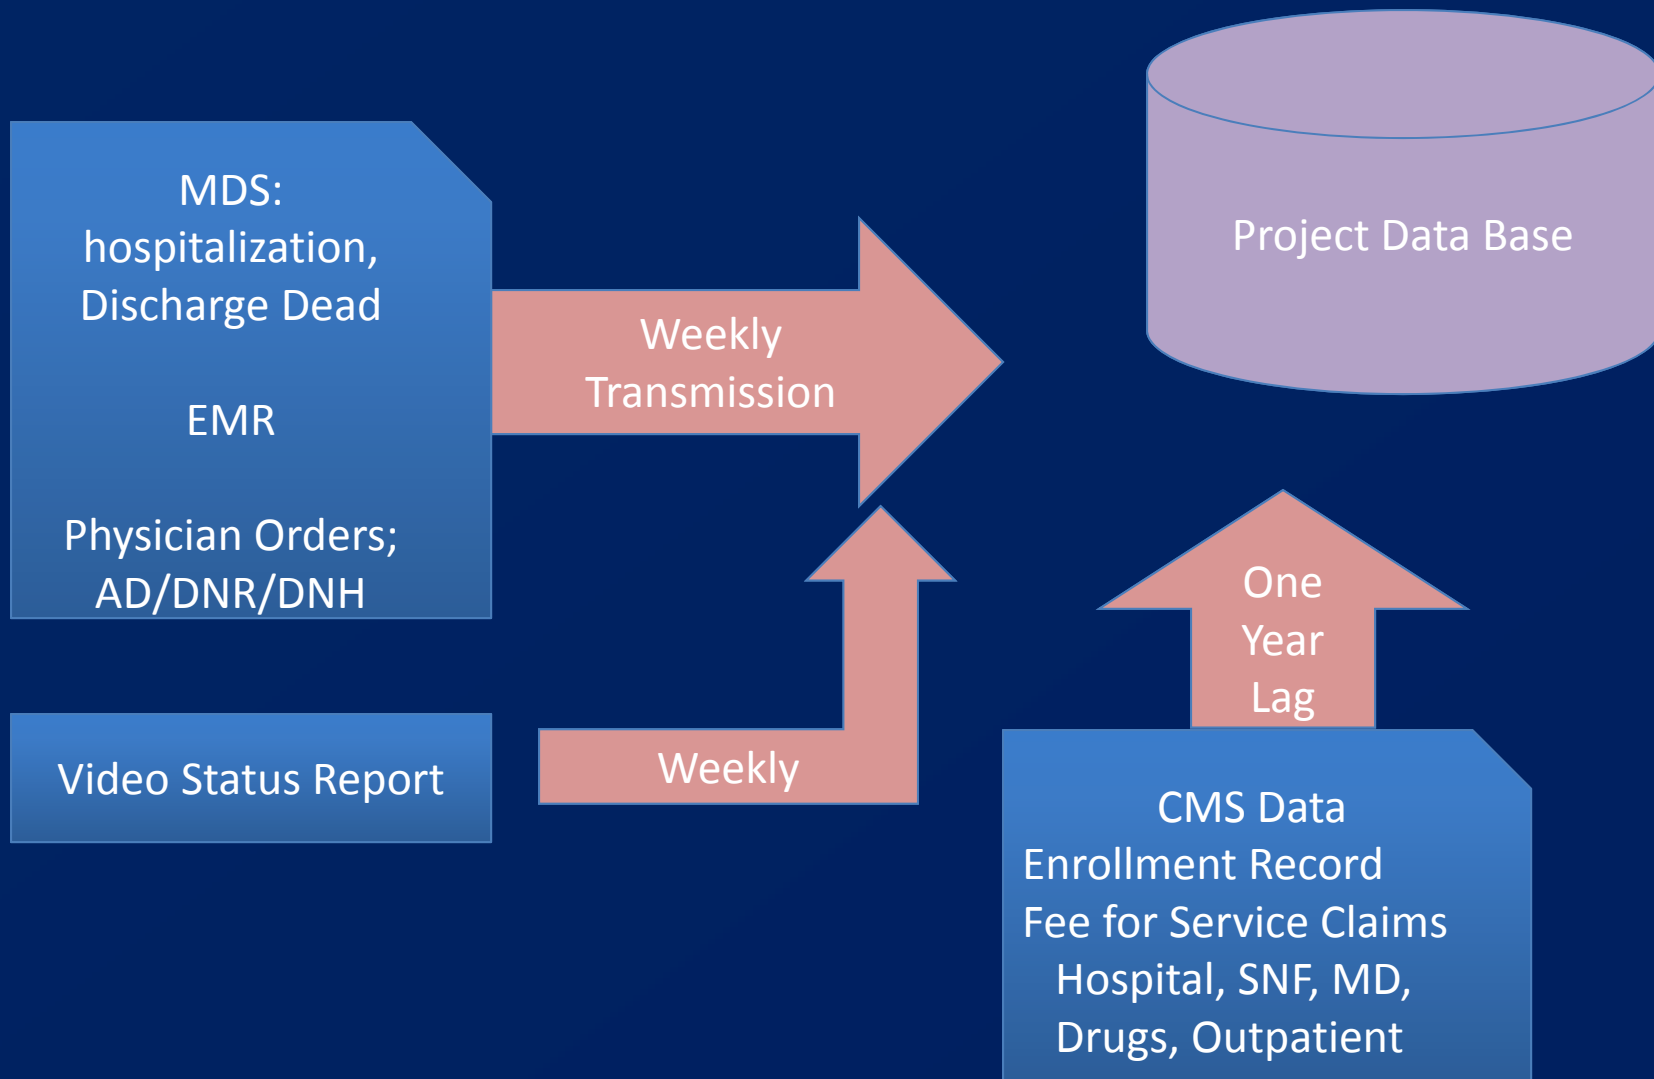 MDS:
hospitalization,
Discharge Dead
EMR
Physician Orders;
AD/DNR/DNH
Weekly
Transmission
Project Data Base
Video Status Report
Weekly
One
Year
Lag
CMS Data
Enrollment Record
Fee for Service Claims
Hospital, SNF, MD,
Drugs, Outpatient